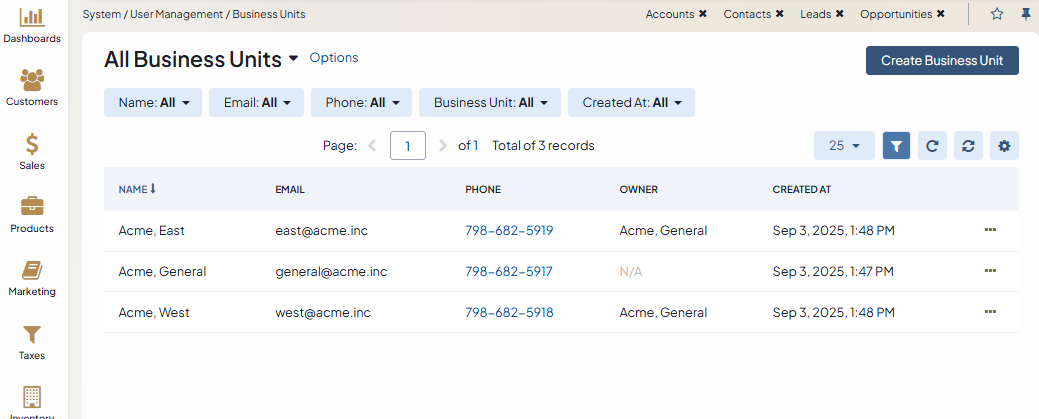 System / User Management / Business Units
Accounts ✖ Contacts ✖ Leads ✖ Opportunities ✖
Dashboards
Customers
Sales
Products
Marketing
Taxes
Inventory
All Business Units Options
Create Business Unit
Name: All Email: All Phone: All Business Unit: All Created At: All
Page: 1 of 1 Total of 3 records 25
NAME EMAIL PHONE OWNER CREATED AT
Acme, East east@acme.inc 798-682-5919 Acme, General Sep 3, 2025, 1:48 PM
Acme, General general@acme.inc 798-682-5917 N/A Sep 3, 2025, 1:47 PM
Acme, West west@acme.inc 798-682-5918 Acme, General Sep 3, 2025, 1:48 PM